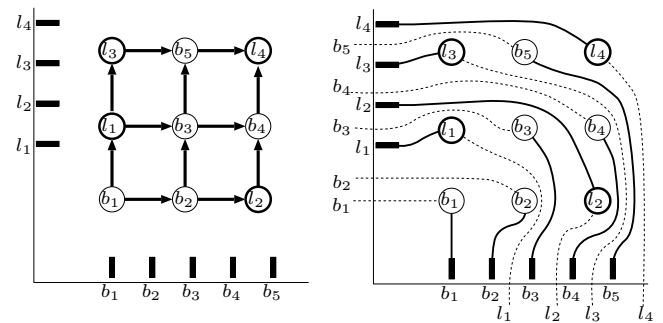 l₄
l₃ b₅ l₄
l₃
l₂
l₁ b₃ b₄
l₁
b₁ b₂ l₂
b₁ b₂ b₃ b₄ b₅
l₄
b₅ l₃ b₅ l₄
l₃
b₄
l₂
b₃ l₁ b₃ b₄
l₁
b₂
b₁ b₁ b₂ l₂
b₁ b₂ b₃ b₄ b₅
l₁ l₂ l₃ l₄